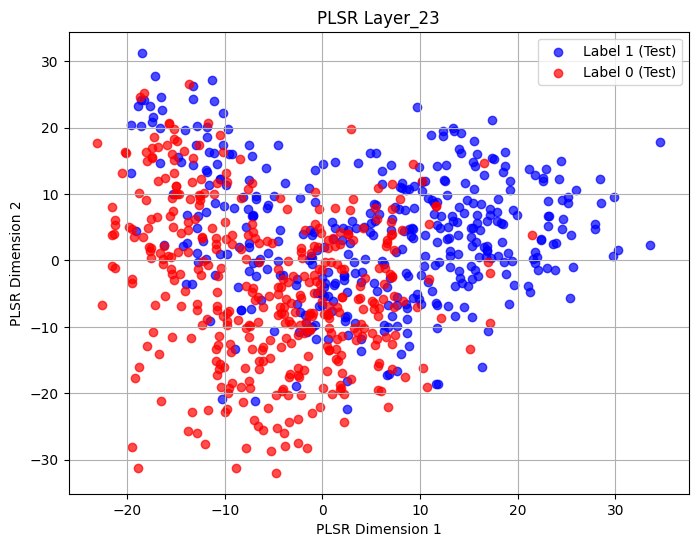 PLSR Layer_23
Label 1 (Test)
Label 0 (Test)
30
20
10
0
−10
−20
−30
PLSR Dimension 2
−20
−10
0
10
20
30
PLSR Dimension 1